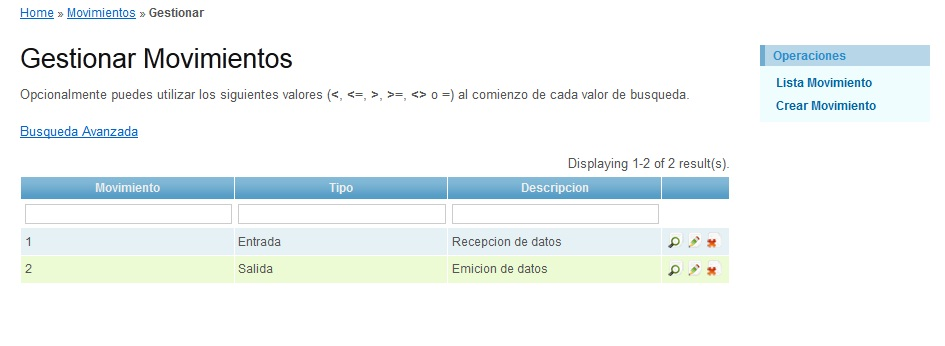 Home » Movimientos » Gestionar
Gestionar Movimientos
Opcionalmente puedes utilizar los siguientes valores (<, <=, >, >=, <> o =) al comienzo de cada valor de busqueda.
Busqueda Avanzada
Displaying 1-2 of 2 result(s).
Movimiento Tipo Descripcion
1 Entrada Recepcion de datos
2 Salida Emicion de datos
Operaciones
Lista Movimiento
Crear Movimiento